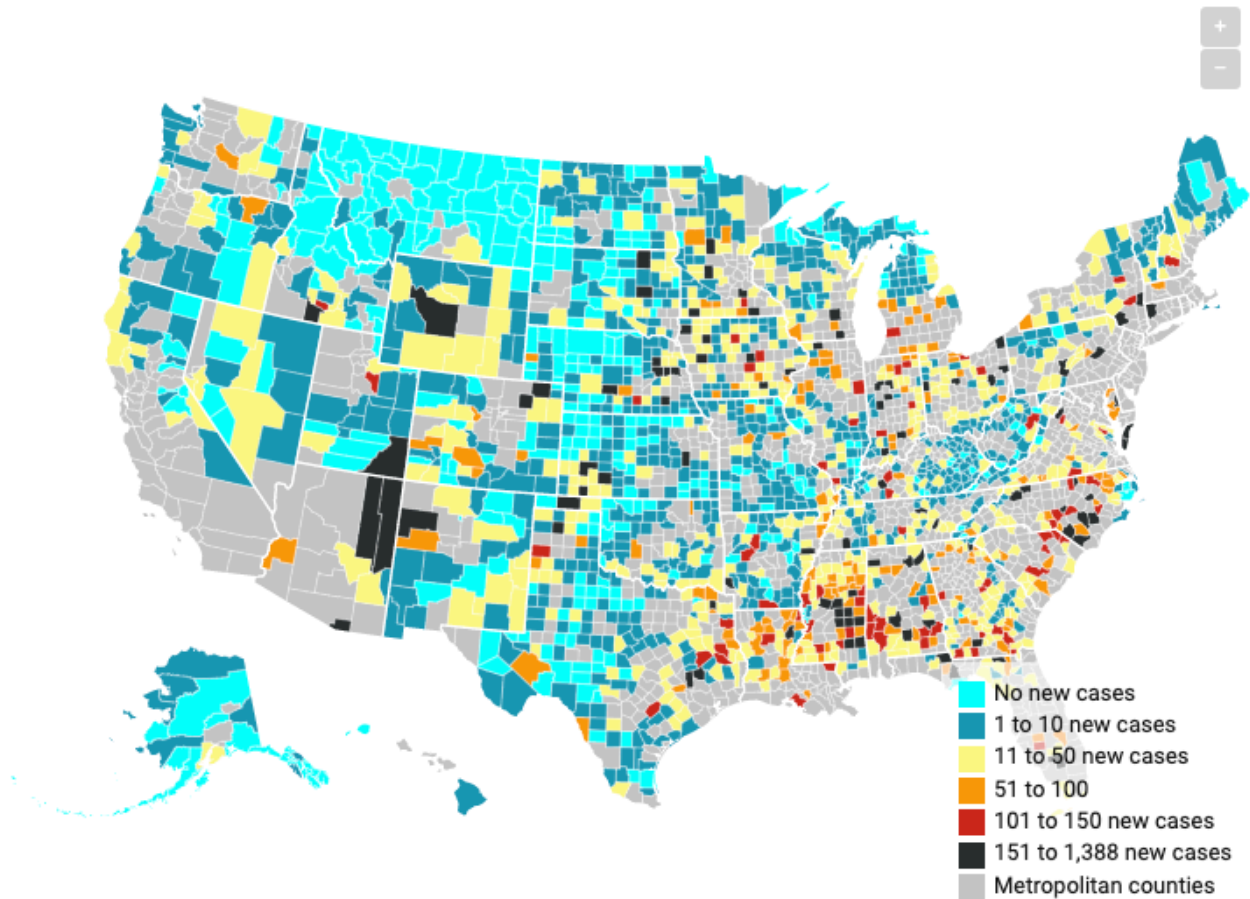 +
−
No new cases
1 to 10 new cases
11 to 50 new cases
51 to 100
101 to 150 new cases
151 to 1,388 new cases
Metropolitan counties